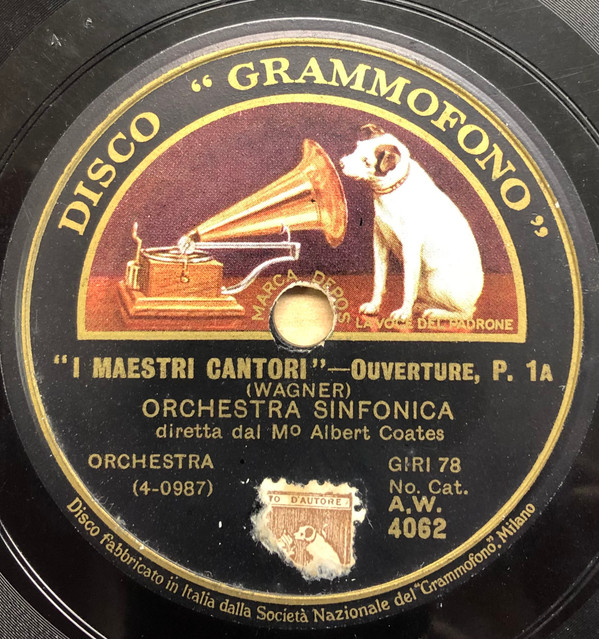 DISCO “GRAMMOFONO”
MARCA DEPOS
LA VOCE DEL PADRONE
“I MAESTRI CANTORI”—OUVERTURE, P. 1A
(WAGNER)
ORCHESTRA SINFONICA
diretta dal Mo Albert Coates
ORCHESTRA
(4-0987)
GIRI 78
No. Cat.
A.W.
4062
TO D'AUTORE
Disco fabbricato in Italia dalla Società Nazionale del “Grammofono”. Milano